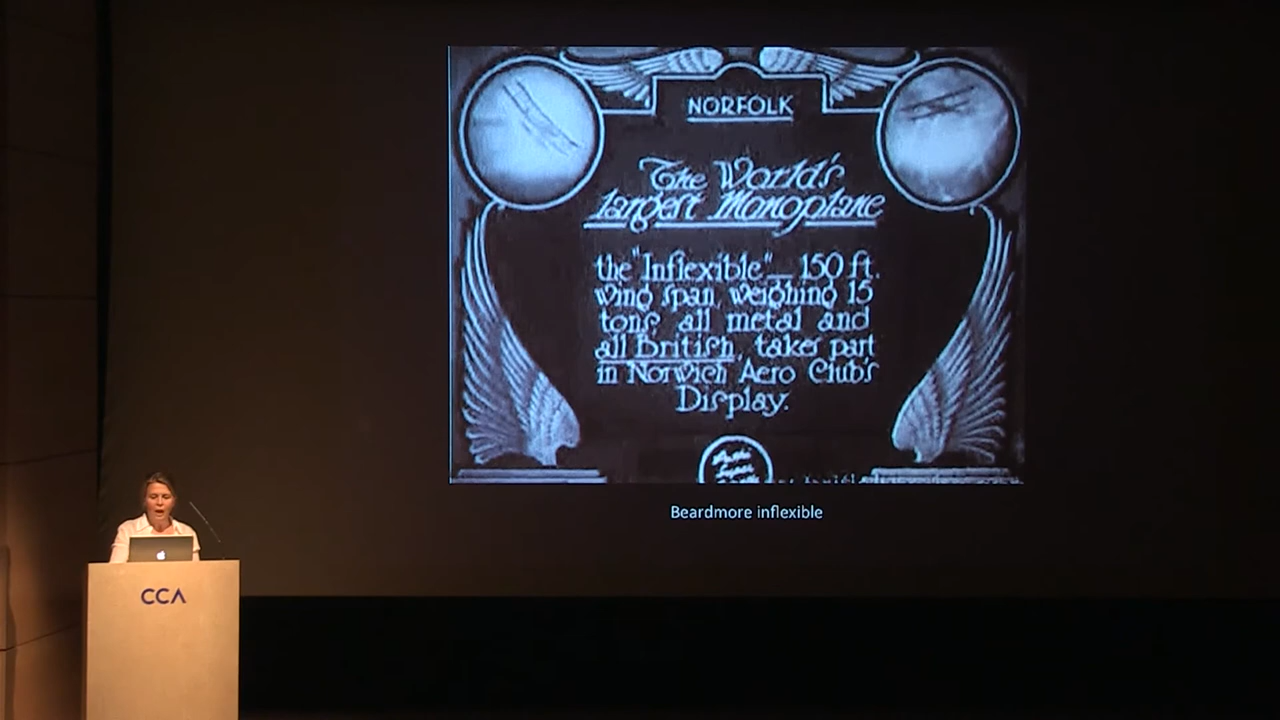 NORFOLK
The World's
largest Monoplane
the "Inflexible" — 150 ft.
wing span, weighing 15
tons all metal and
all British, takes part
in Norwich Aero Club's
Display.
Super
Beardmore inflexible
CCA